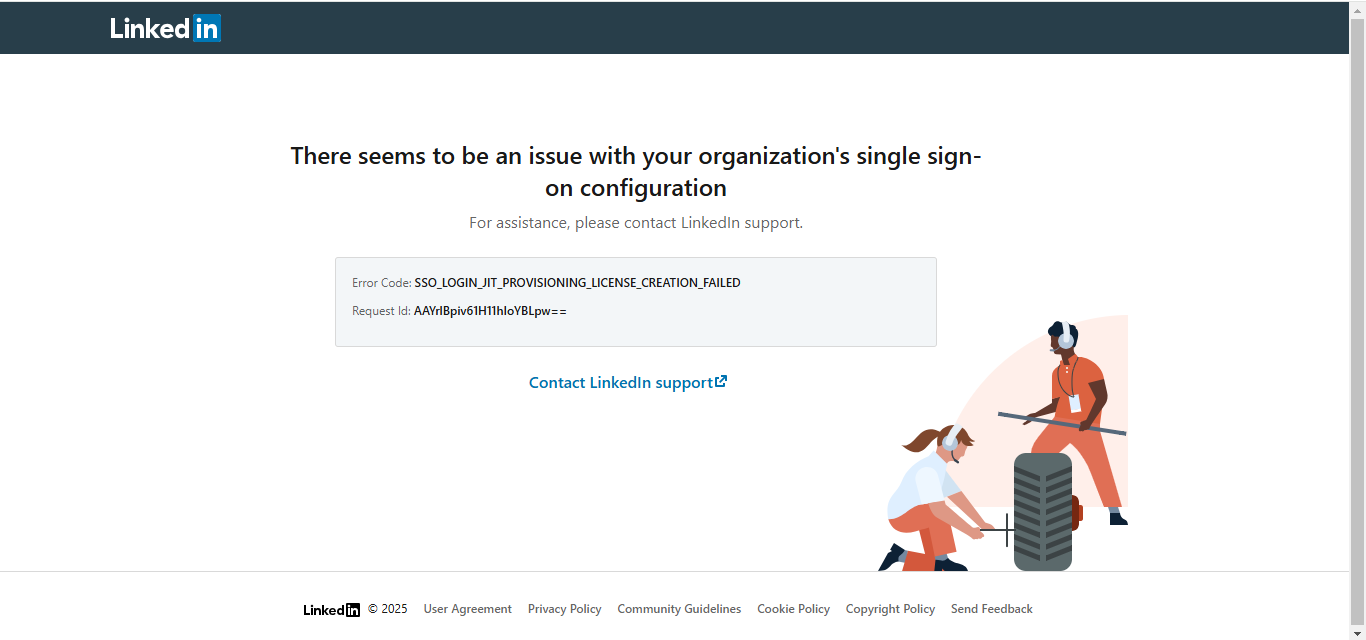 LinkedIn
There seems to be an issue with your organization's single sign-
on configuration
For assistance, please contact LinkedIn support.
Error Code: SSO_LOGIN_JIT_PROVISIONING_LICENSE_CREATION_FAILED
Request Id: AAYrlBpiv61H11hIoYBLpw==
Contact LinkedIn support
LinkedIn © 2025 User Agreement Privacy Policy Community Guidelines Cookie Policy Copyright Policy Send Feedback